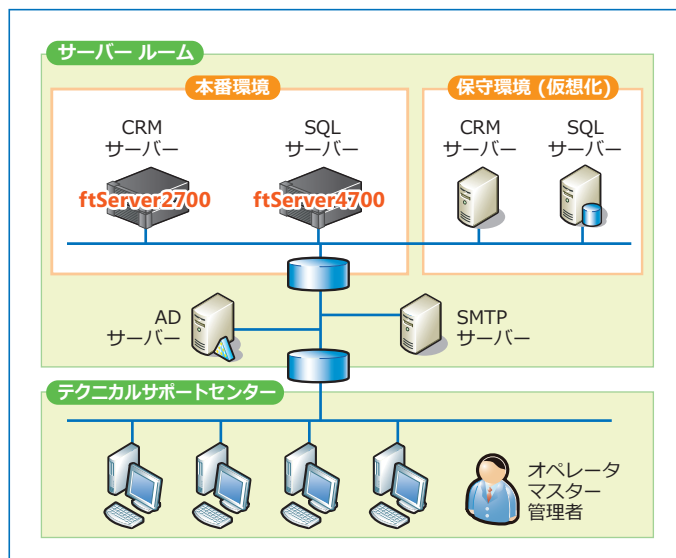 サーバー ルーム
本番環境
保守環境 (仮想化)
CRM
サーバー
SQL
サーバー
CRM
サーバー
SQL
サーバー
ftServer2700
ftServer4700
AD
サーバー
SMTP
サーバー
テクニカルサポートセンター
オペレータ
マスター
管理者